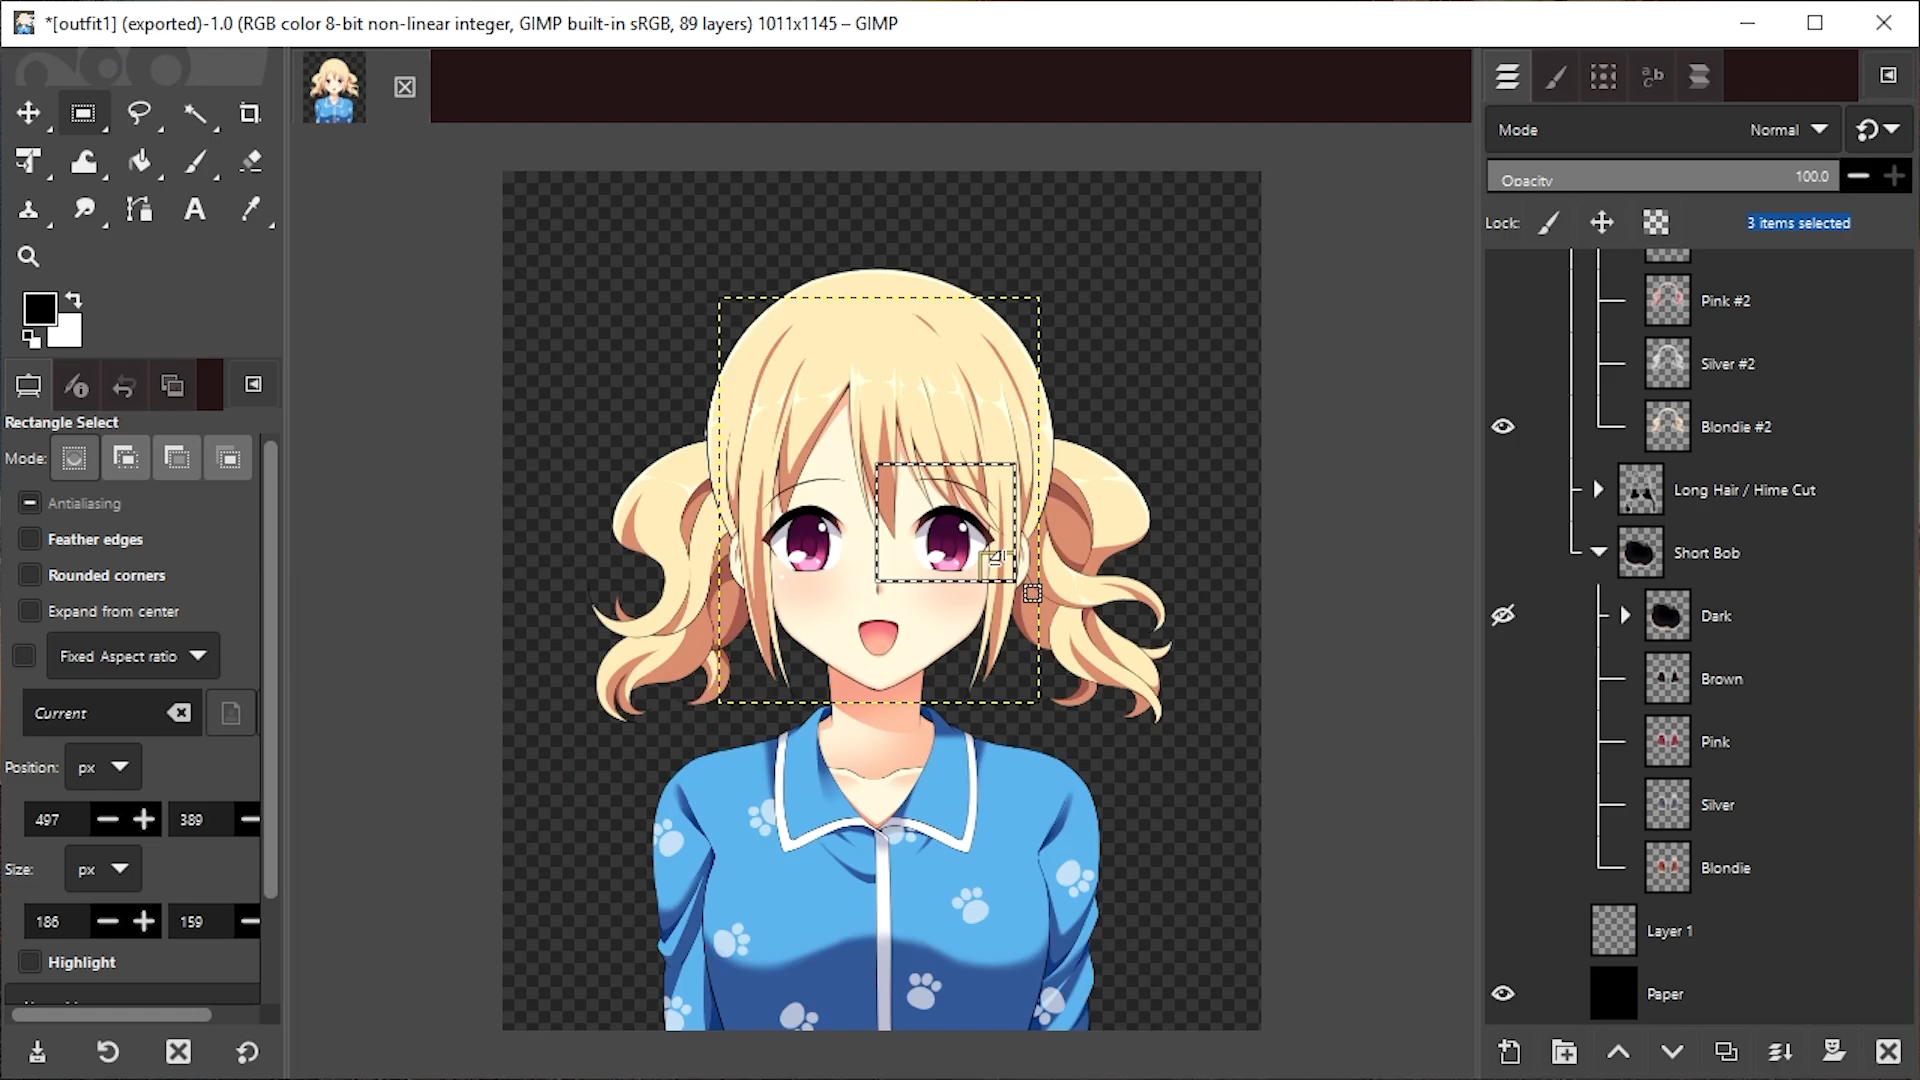 *[outfit1] (exported)-1.0 (RGB color 8-bit non-linear integer, GIMP built-in sRGB, 89 layers) 1011x1145 – GIMP
Mode Normal
Opacity 100.0
Lock: 3 items selected
Pink #2
Silver #2
Blondie #2
Long Hair / Hime Cut
Short Bob
Dark
Brown
Pink
Silver
Blondie
Layer 1
Paper
Rectangle Select
Mode:
Antialiasing
Feather edges
Rounded corners
Expand from center
Fixed Aspect ratio
Current
Position: px
497 389
Size: px
186 159
Highlight